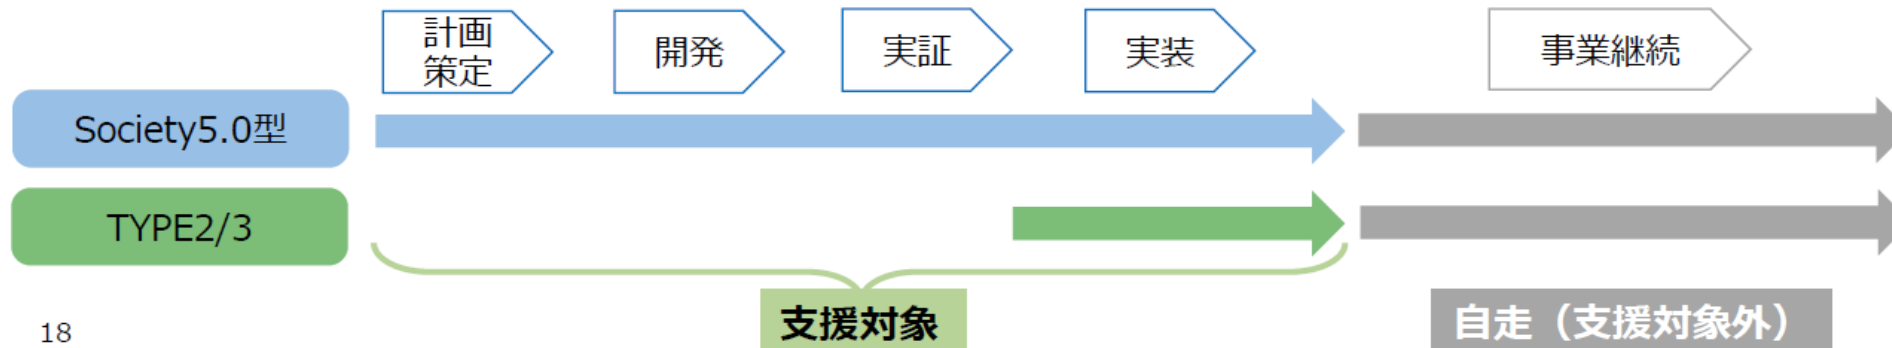 計画
策定
開発
実証
実装
事業継続
Society5.0型
TYPE2/3
支援対象
自走（支援対象外）
18